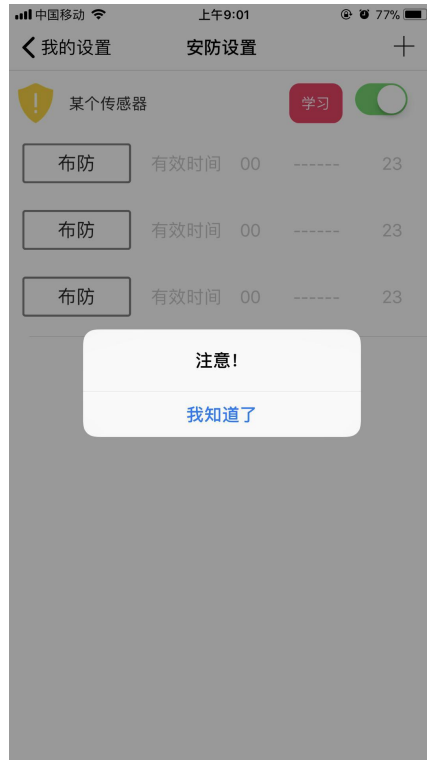 中国移动 上午9:01 77%
我的设置 安防设置
某个传感器 学习
布防 有效时间 00 ------ 23
布防 有效时间 00 ------ 23
布防 有效时间 00 ------ 23
注意!
我知道了